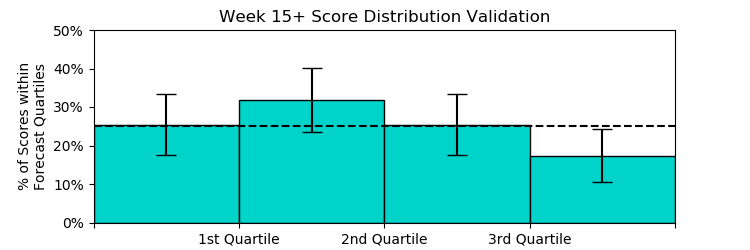 Week 15+ Score Distribution Validation
% of Scores within
Forecast Quartiles
50%
40%
30%
20%
10%
0%
1st Quartile
2nd Quartile
3rd Quartile